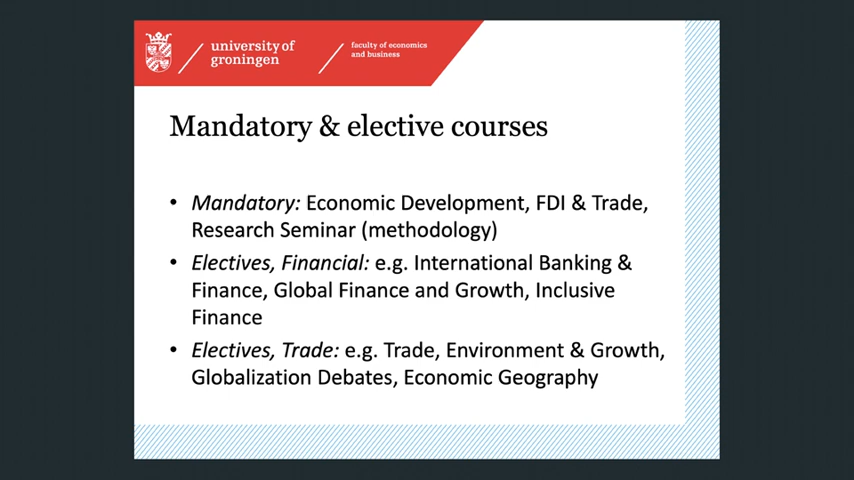 university of
groningen
faculty of economics
and business
Mandatory & elective courses
• Mandatory: Economic Development, FDI & Trade,
Research Seminar (methodology)
• Electives, Financial: e.g. International Banking &
Finance, Global Finance and Growth, Inclusive
Finance
• Electives, Trade: e.g. Trade, Environment & Growth,
Globalization Debates, Economic Geography